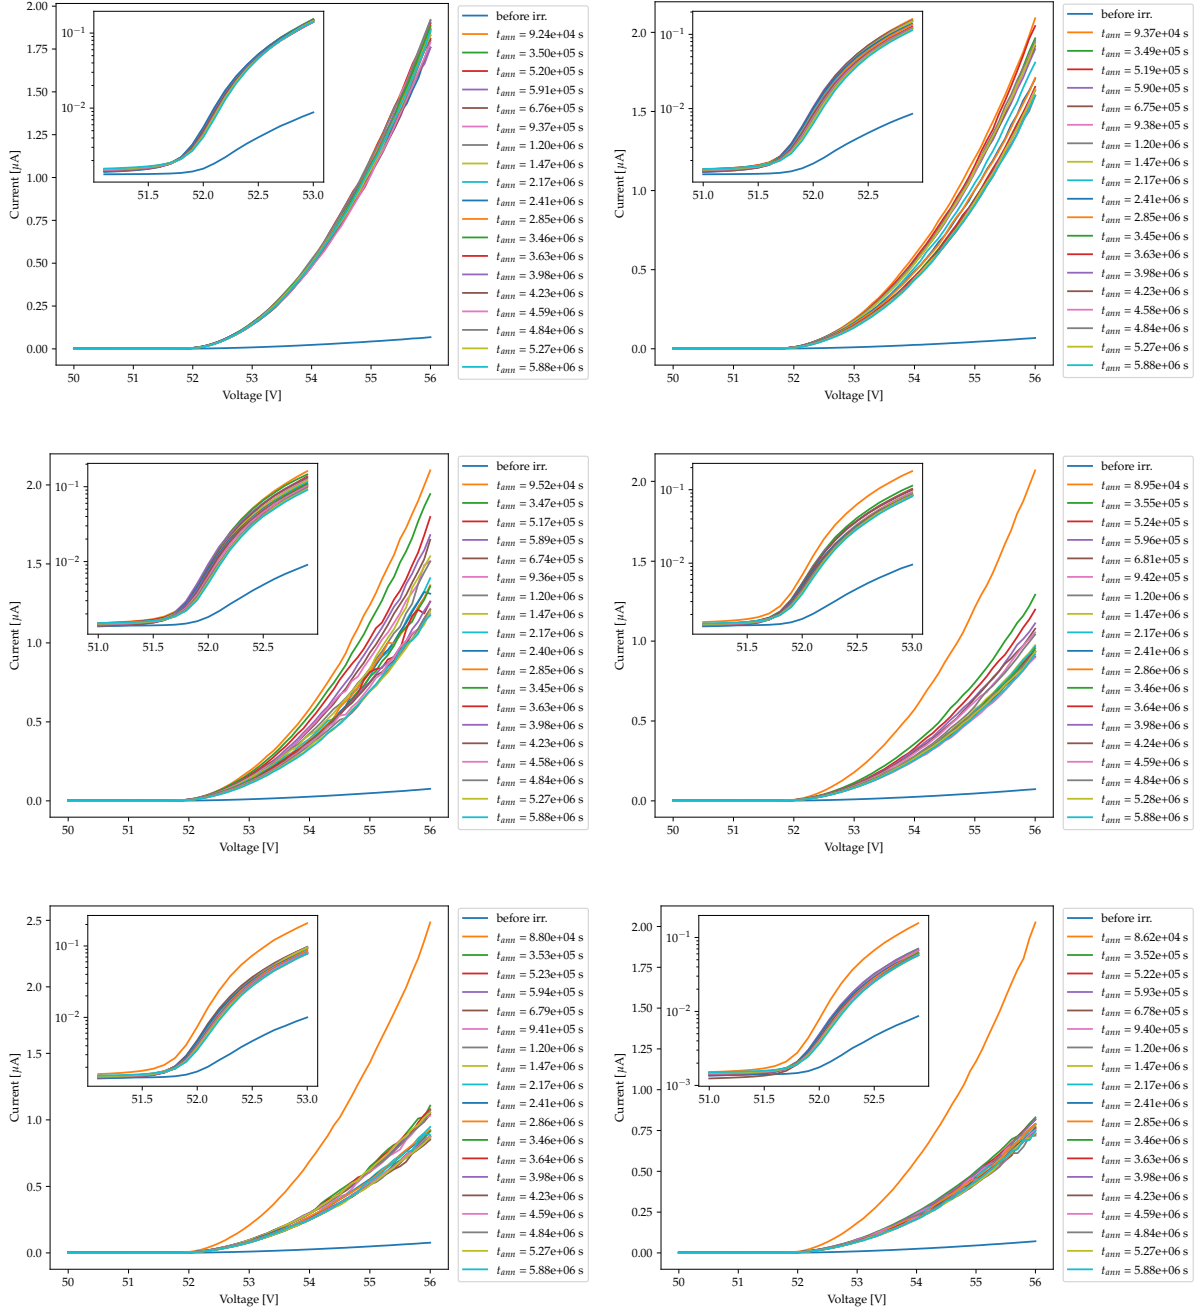 before irr.
t_ann = 9.24e+04 s
t_ann = 3.50e+05 s
t_ann = 5.20e+05 s
t_ann = 5.91e+05 s
t_ann = 6.76e+05 s
t_ann = 9.37e+05 s
t_ann = 1.20e+06 s
t_ann = 1.47e+06 s
t_ann = 2.17e+06 s
t_ann = 2.41e+06 s
t_ann = 2.85e+06 s
t_ann = 3.46e+06 s
t_ann = 3.63e+06 s
t_ann = 3.98e+06 s
t_ann = 4.23e+06 s
t_ann = 4.59e+06 s
t_ann = 4.84e+06 s
t_ann = 5.27e+06 s
t_ann = 5.88e+06 s
Current [μA]
2.00
1.75
1.50
1.25
1.00
0.75
0.50
0.25
0.00
10⁻¹
10⁻²
51.5 52.0 52.5 53.0
50 51 52 53 54 55 56
Voltage [V]
before irr.
t_ann = 9.37e+04 s
t_ann = 3.49e+05 s
t_ann = 5.19e+05 s
t_ann = 5.90e+05 s
t_ann = 6.75e+05 s
t_ann = 9.38e+05 s
t_ann = 1.20e+06 s
t_ann = 1.47e+06 s
t_ann = 2.17e+06 s
t_ann = 2.41e+06 s
t_ann = 2.85e+06 s
t_ann = 3.45e+06 s
t_ann = 3.63e+06 s
t_ann = 3.98e+06 s
t_ann = 4.23e+06 s
t_ann = 4.58e+06 s
t_ann = 4.84e+06 s
t_ann = 5.27e+06 s
t_ann = 5.88e+06 s
Current [μA]
2.0
1.5
1.0
0.5
0.0
10⁻¹
10⁻²
51.0 51.5 52.0 52.5
50 51 52 53 54 55 56
Voltage [V]
before irr.
t_ann = 9.52e+04 s
t_ann = 3.47e+05 s
t_ann = 5.17e+05 s
t_ann = 5.89e+05 s
t_ann = 6.74e+05 s
t_ann = 9.36e+05 s
t_ann = 1.20e+06 s
t_ann = 1.47e+06 s
t_ann = 2.17e+06 s
t_ann = 2.40e+06 s
t_ann = 2.85e+06 s
t_ann = 3.45e+06 s
t_ann = 3.63e+06 s
t_ann = 3.98e+06 s
t_ann = 4.23e+06 s
t_ann = 4.58e+06 s
t_ann = 4.84e+06 s
t_ann = 5.27e+06 s
t_ann = 5.88e+06 s
Current [μA]
2.0
1.5
1.0
0.5
0.0
10⁻¹
10⁻²
51.0 51.5 52.0 52.5
50 51 52 53 54 55 56
Voltage [V]
before irr.
t_ann = 8.95e+04 s
t_ann = 3.55e+05 s
t_ann = 5.24e+05 s
t_ann = 5.96e+05 s
t_ann = 6.81e+05 s
t_ann = 9.42e+05 s
t_ann = 1.20e+06 s
t_ann = 1.47e+06 s
t_ann = 2.17e+06 s
t_ann = 2.41e+06 s
t_ann = 2.86e+06 s
t_ann = 3.46e+06 s
t_ann = 3.64e+06 s
t_ann = 3.98e+06 s
t_ann = 4.24e+06 s
t_ann = 4.59e+06 s
t_ann = 4.84e+06 s
t_ann = 5.28e+06 s
t_ann = 5.88e+06 s
Current [μA]
2.0
1.5
1.0
0.5
0.0
10⁻¹
10⁻²
51.5 52.0 52.5 53.0
50 51 52 53 54 55 56
Voltage [V]
before irr.
t_ann = 8.80e+04 s
t_ann = 3.53e+05 s
t_ann = 5.23e+05 s
t_ann = 5.94e+05 s
t_ann = 6.79e+05 s
t_ann = 9.41e+05 s
t_ann = 1.20e+06 s
t_ann = 1.47e+06 s
t_ann = 2.17e+06 s
t_ann = 2.41e+06 s
t_ann = 2.86e+06 s
t_ann = 3.46e+06 s
t_ann = 3.64e+06 s
t_ann = 3.98e+06 s
t_ann = 4.23e+06 s
t_ann = 4.59e+06 s
t_ann = 4.84e+06 s
t_ann = 5.27e+06 s
t_ann = 5.88e+06 s
Current [μA]
2.5
2.0
1.5
1.0
0.5
0.0
10⁻¹
10⁻²
51.5 52.0 52.5 53.0
50 51 52 53 54 55 56
Voltage [V]
before irr.
t_ann = 8.62e+04 s
t_ann = 3.52e+05 s
t_ann = 5.22e+05 s
t_ann = 5.93e+05 s
t_ann = 6.78e+05 s
t_ann = 9.40e+05 s
t_ann = 1.20e+06 s
t_ann = 1.47e+06 s
t_ann = 2.17e+06 s
t_ann = 2.41e+06 s
t_ann = 2.85e+06 s
t_ann = 3.46e+06 s
t_ann = 3.63e+06 s
t_ann = 3.98e+06 s
t_ann = 4.23e+06 s
t_ann = 4.59e+06 s
t_ann = 4.84e+06 s
t_ann = 5.27e+06 s
t_ann = 5.88e+06 s
Current [μA]
2.00
1.75
1.50
1.25
1.00
0.75
0.50
0.25
0.00
10⁻¹
10⁻²
10⁻³
51.0 51.5 52.0 52.5
50 51 52 53 54 55 56
Voltage [V]